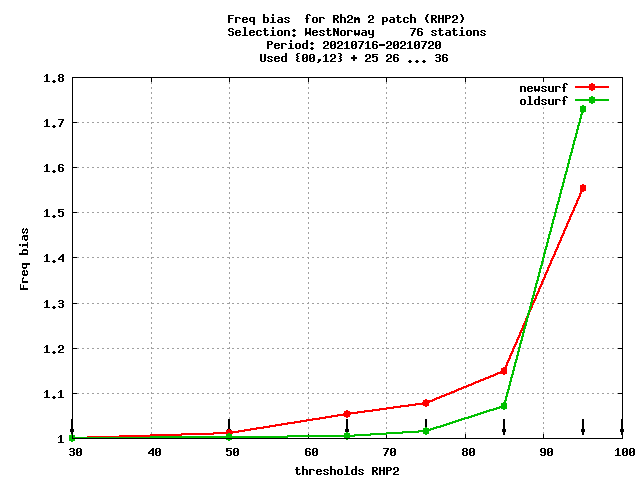 Freq bias  for Rh2m 2 patch (RHP2)
Selection: WestNorway     76 stations
Period: 20210716-20210720
Used {00,12} + 25 26 ... 36
newsurf
oldsurf
1.8
1.7
1.6
1.5
1.4
1.3
1.2
1.1
1
Freq bias
30 40 50 60 70 80 90 100
thresholds RHP2